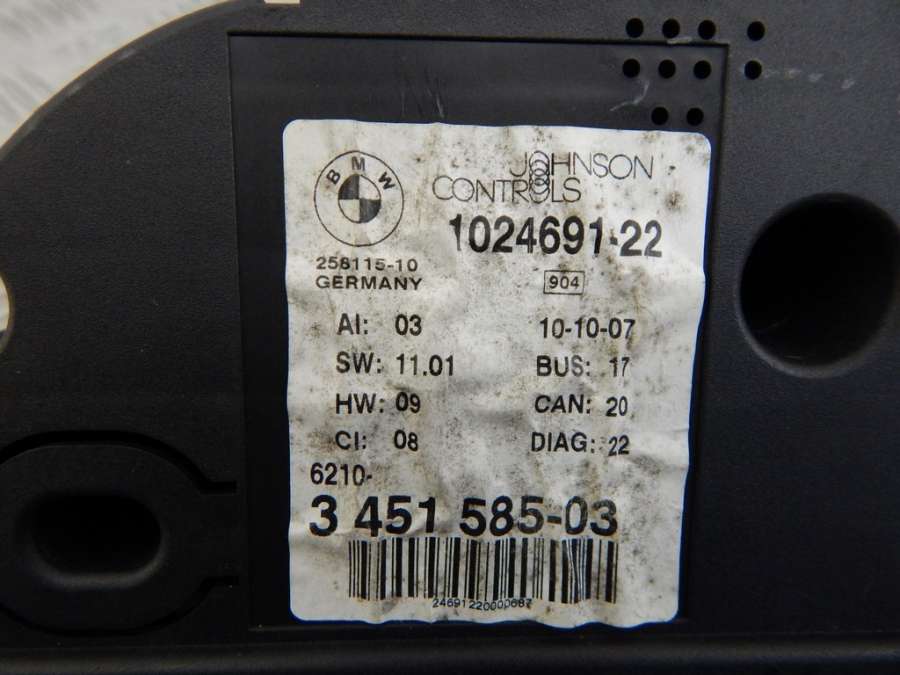 BMW
JOHNSON
CONTROLS
1024691-22
258115-10
GERMANY
904
AI: 03 10-10-07
SW: 11.01 BUS: 17
HW: 09 CAN: 20
CI: 08 DIAG: 22
6210-
3 451 585-03
24691220000687